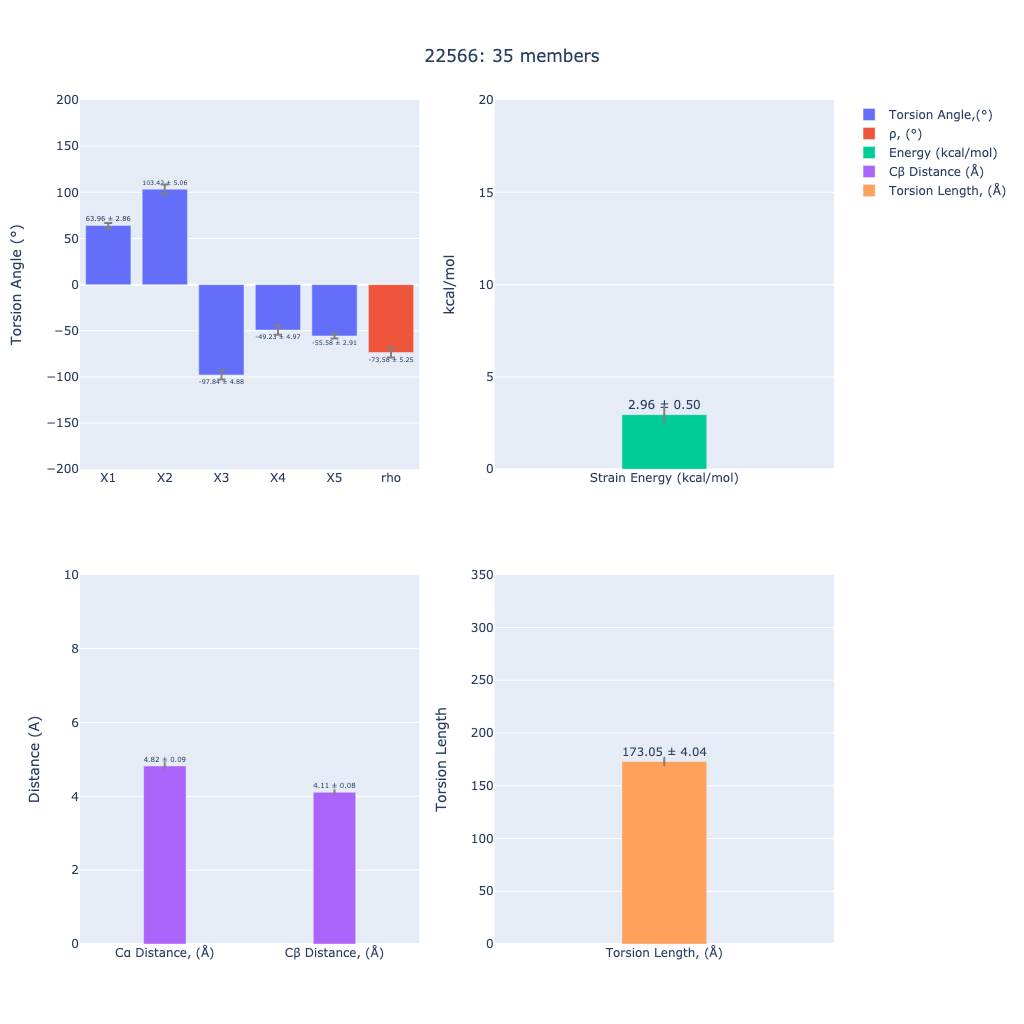 22566: 35 members
Torsion Angle (°)
200
150
100
50
0
−50
−100
−150
−200
63.96 ± 2.86
103.42 ± 5.06
-97.84 ± 4.88
-49.23 ± 4.97
-55.58 ± 2.91
-73.58 ± 5.25
X1 X2 X3 X4 X5 rho
kcal/mol
20
15
10
5
0
2.96 ± 0.50
Strain Energy (kcal/mol)
Torsion Angle,(°)
ρ, (°)
Energy (kcal/mol)
Cβ Distance (Å)
Torsion Length, (Å)
Distance (A)
10
8
6
4
2
0
4.82 ± 0.09
4.11 ± 0.08
Cα Distance, (Å) Cβ Distance, (Å)
Torsion Length
350
300
250
200
150
100
50
0
173.05 ± 4.04
Torsion Length, (Å)